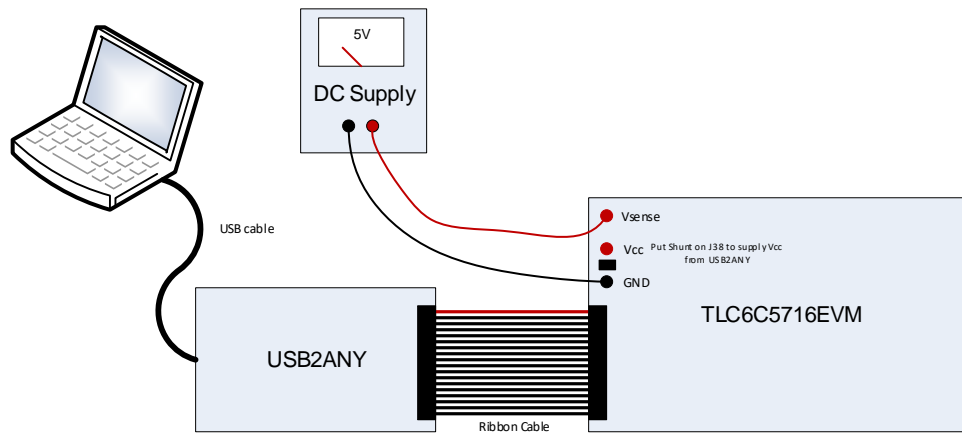 5V
DC Supply
USB cable
Vsense
Vcc Put Shunt on J38 to supply Vcc
from USB2ANY
GND
TLC6C5716EVM
USB2ANY
Ribbon Cable